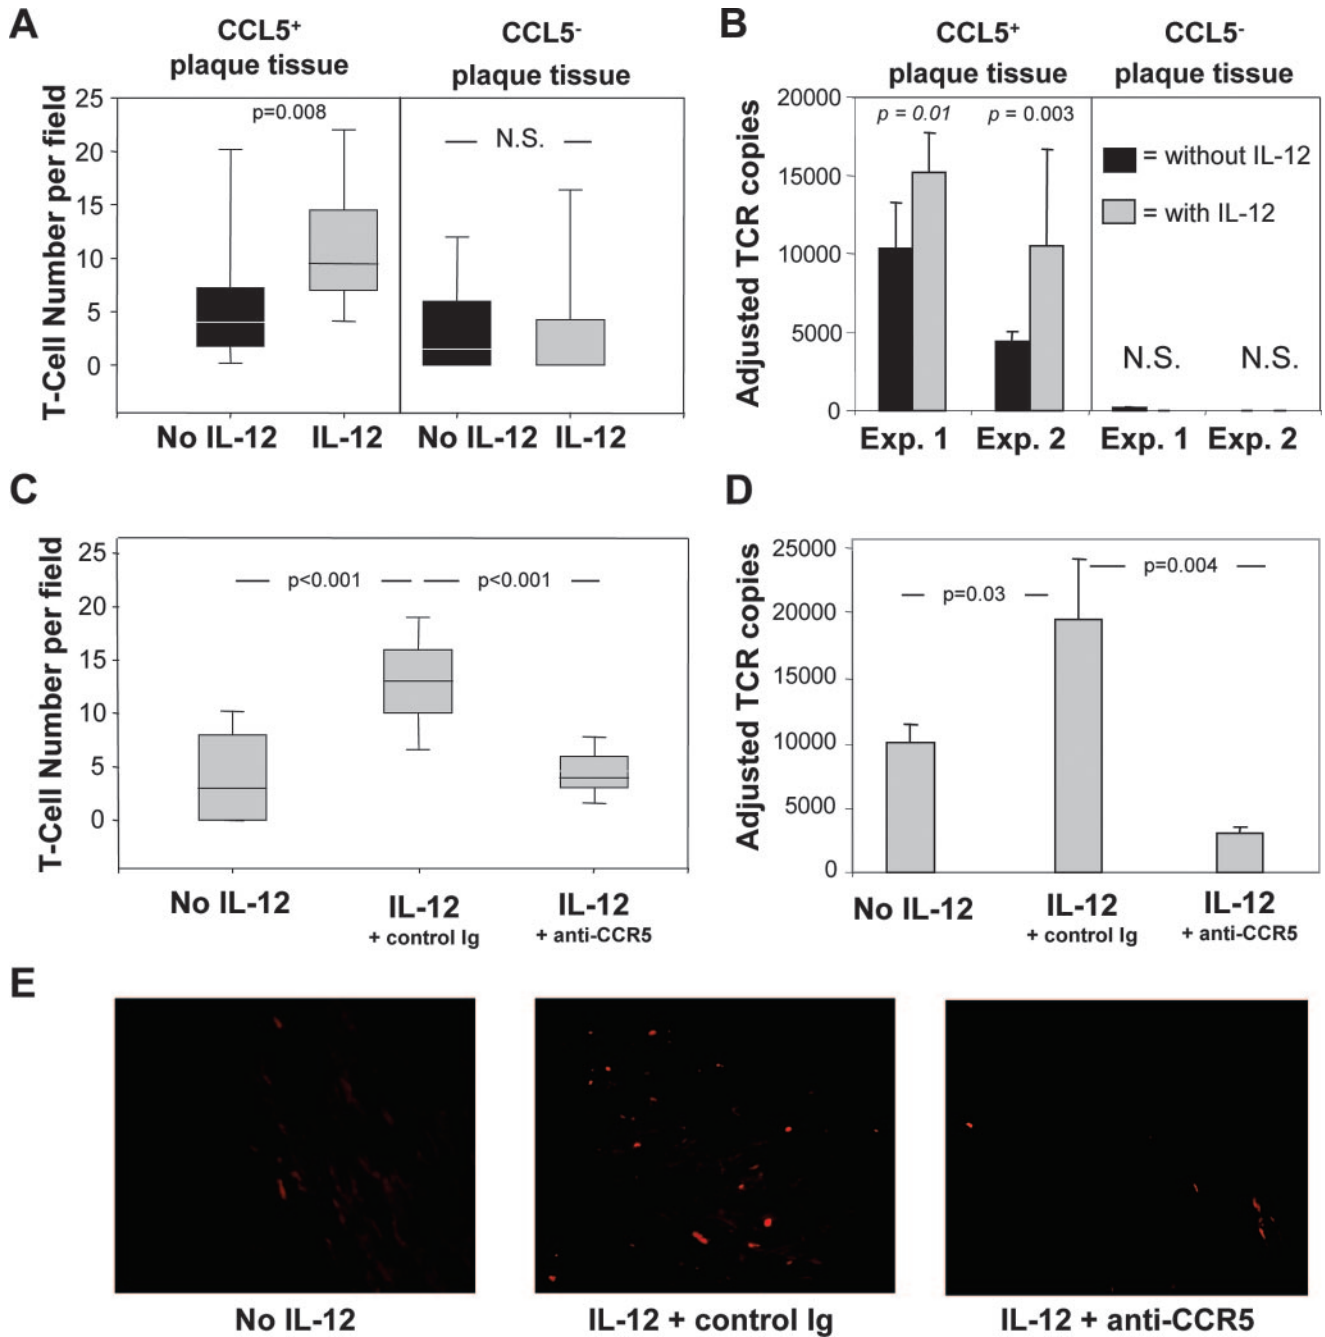 A
CCL5+
plaque tissue
CCL5-
plaque tissue
T-Cell Number per field
25
20
15
10
5
0
p=0.008
N.S.
No IL-12
IL-12
No IL-12
IL-12
B
CCL5+
plaque tissue
CCL5-
plaque tissue
Adjusted TCR copies
20000
15000
10000
5000
0
p = 0.01
p = 0.003
= without IL-12
= with IL-12
N.S.
N.S.
Exp. 1
Exp. 2
Exp. 1
Exp. 2
C
T-Cell Number per field
25
20
15
10
5
0
p<0.001
p<0.001
No IL-12
IL-12
+ control Ig
IL-12
+ anti-CCR5
D
Adjusted TCR copies
25000
20000
15000
10000
5000
0
p=0.03
p=0.004
No IL-12
IL-12
+ control Ig
IL-12
+ anti-CCR5
E
No IL-12
IL-12 + control Ig
IL-12 + anti-CCR5